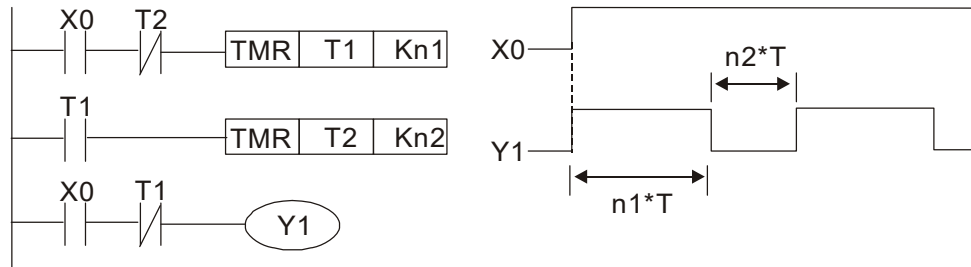 X0 T2
TMR T1 Kn1
T1
TMR T2 Kn2
X0 T1
Y1
X0
n2*T
Y1
n1*T